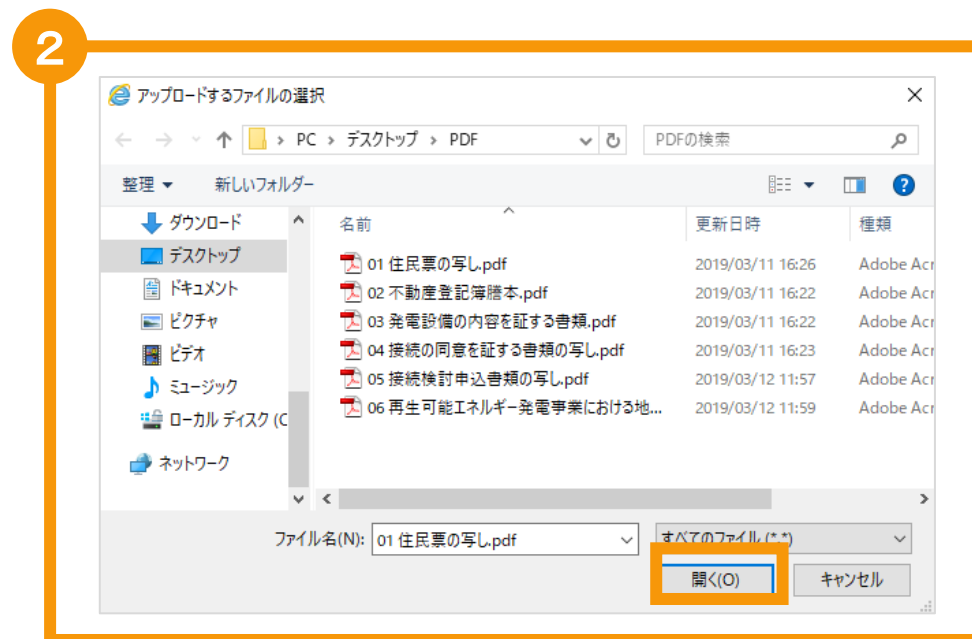 2
アップロードするファイルの選択
PC › デスクトップ › PDF
PDFの検索
整理 新しいフォルダー
名前 更新日時 種類
ダウンロード
デスクトップ
ドキュメント
ピクチャ
ビデオ
ミュージック
ローカル ディスク (C
ネットワーク
01 住民票の写し.pdf 2019/03/11 16:26 Adobe Acr
02 不動産登記簿謄本.pdf 2019/03/11 16:22 Adobe Acr
03 発電設備の内容を証する書類.pdf 2019/03/11 16:22 Adobe Acr
04 接続の同意を証する書類の写し.pdf 2019/03/11 16:23 Adobe Acr
05 接続検討申込書類の写し.pdf 2019/03/12 11:57 Adobe Acr
06 再生可能エネルギー発電事業における地... 2019/03/12 11:59 Adobe Acr
ファイル名(N): 01 住民票の写し.pdf すべてのファイル (*.*)
開く(O) キャンセル